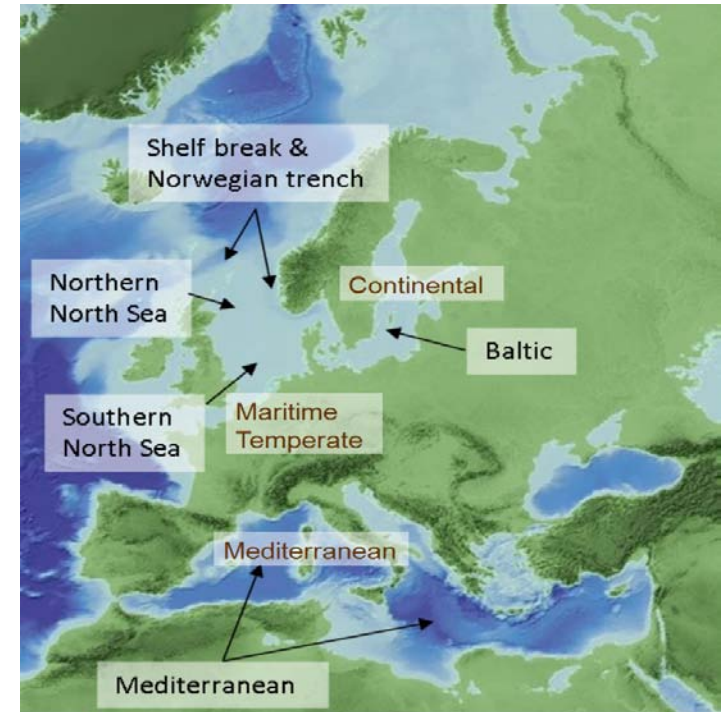 Shelf break &
Norwegian trench
Northern
North Sea
Continental
Baltic
Southern
North Sea
Maritime
Temperate
Mediterranean
Mediterranean